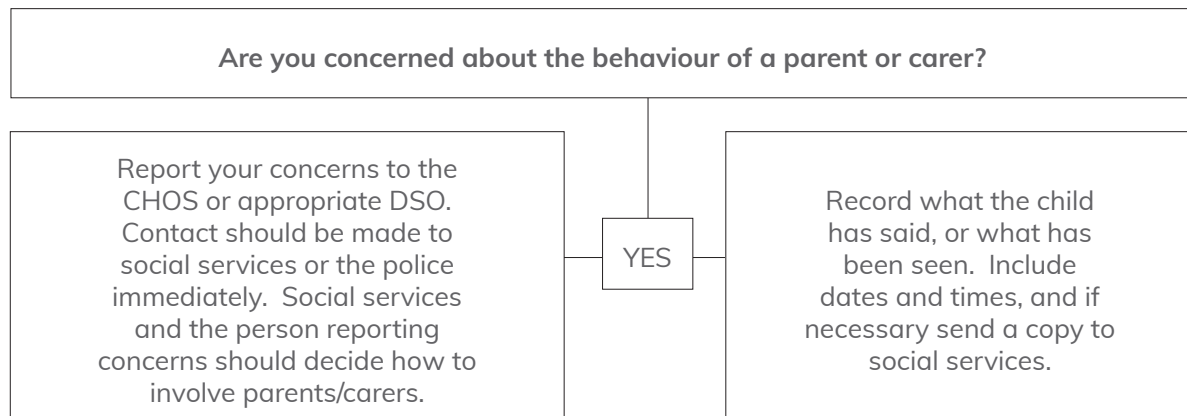 Are you concerned about the behaviour of a parent or carer?
Report your concerns to the
CHOS or appropriate DSO.
Contact should be made to
social services or the police
immediately.  Social services
and the person reporting
concerns should decide how to
involve parents/carers.
YES
Record what the child
has said, or what has
been seen.  Include
dates and times, and if
necessary send a copy to
social services.